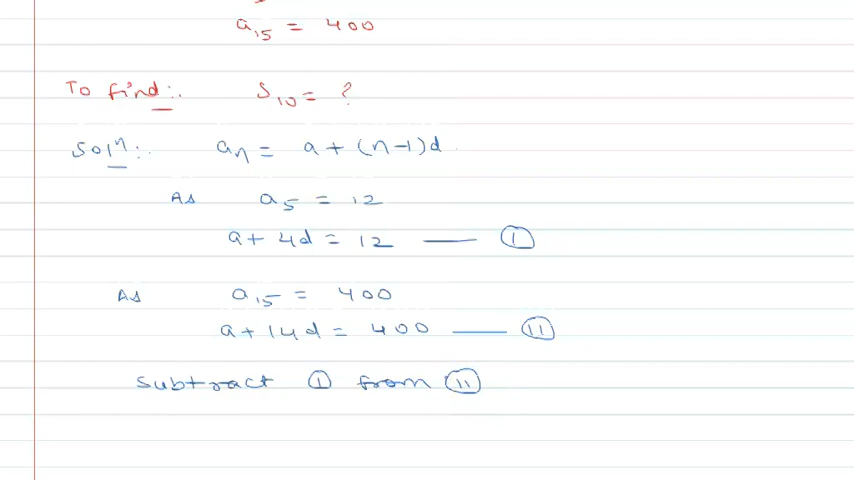 a₁₅ = 400
To find:. S₁₀ = ?
Solⁿ:. aₙ = a + (n-1)d
As a₅ = 12
a + 4d = 12 —— I
As a₁₅ = 400
a + 14d = 400 —— II
subtract I from II